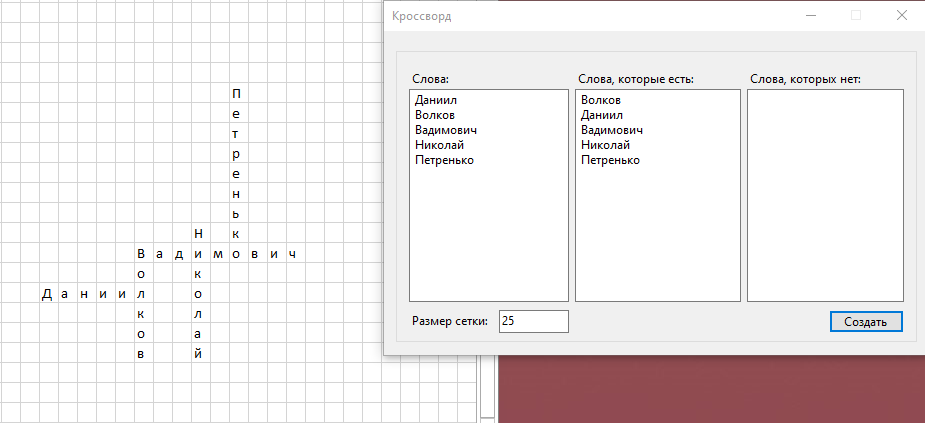 Кроссворд
Слова:
Даниил
Волков
Вадимович
Николай
Петренько
Слова, которые есть:
Волков
Даниил
Вадимович
Николай
Петренько
Слова, которых нет:
Размер сетки: 25
Создать
П
е
т
р
е
н
ь
Н к
В а д и м о в и ч
о к
Д а н и и л о
к л
о а
в й